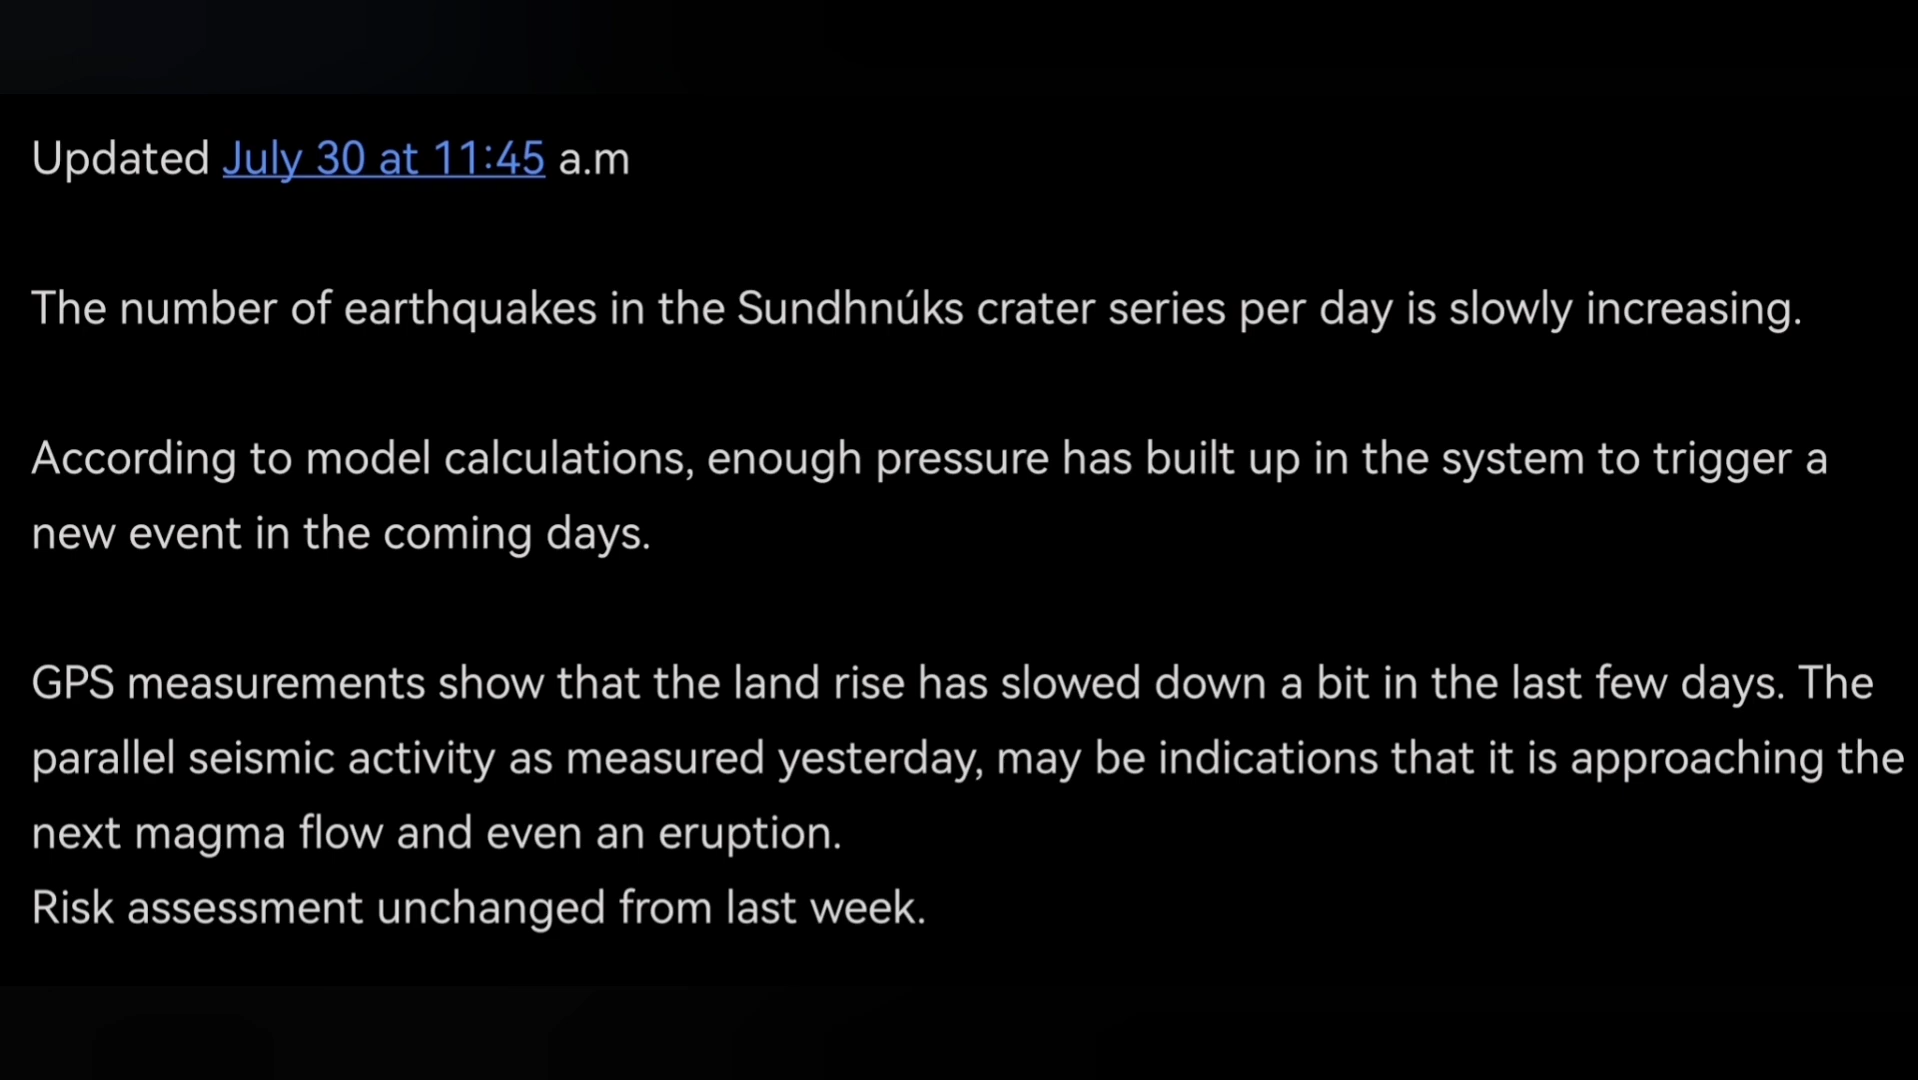 Updated July 30 at 11:45 a.m
The number of earthquakes in the Sundhnúks crater series per day is slowly increasing.
According to model calculations, enough pressure has built up in the system to trigger a
new event in the coming days.
GPS measurements show that the land rise has slowed down a bit in the last few days. The
parallel seismic activity as measured yesterday, may be indications that it is approaching the
next magma flow and even an eruption.
Risk assessment unchanged from last week.